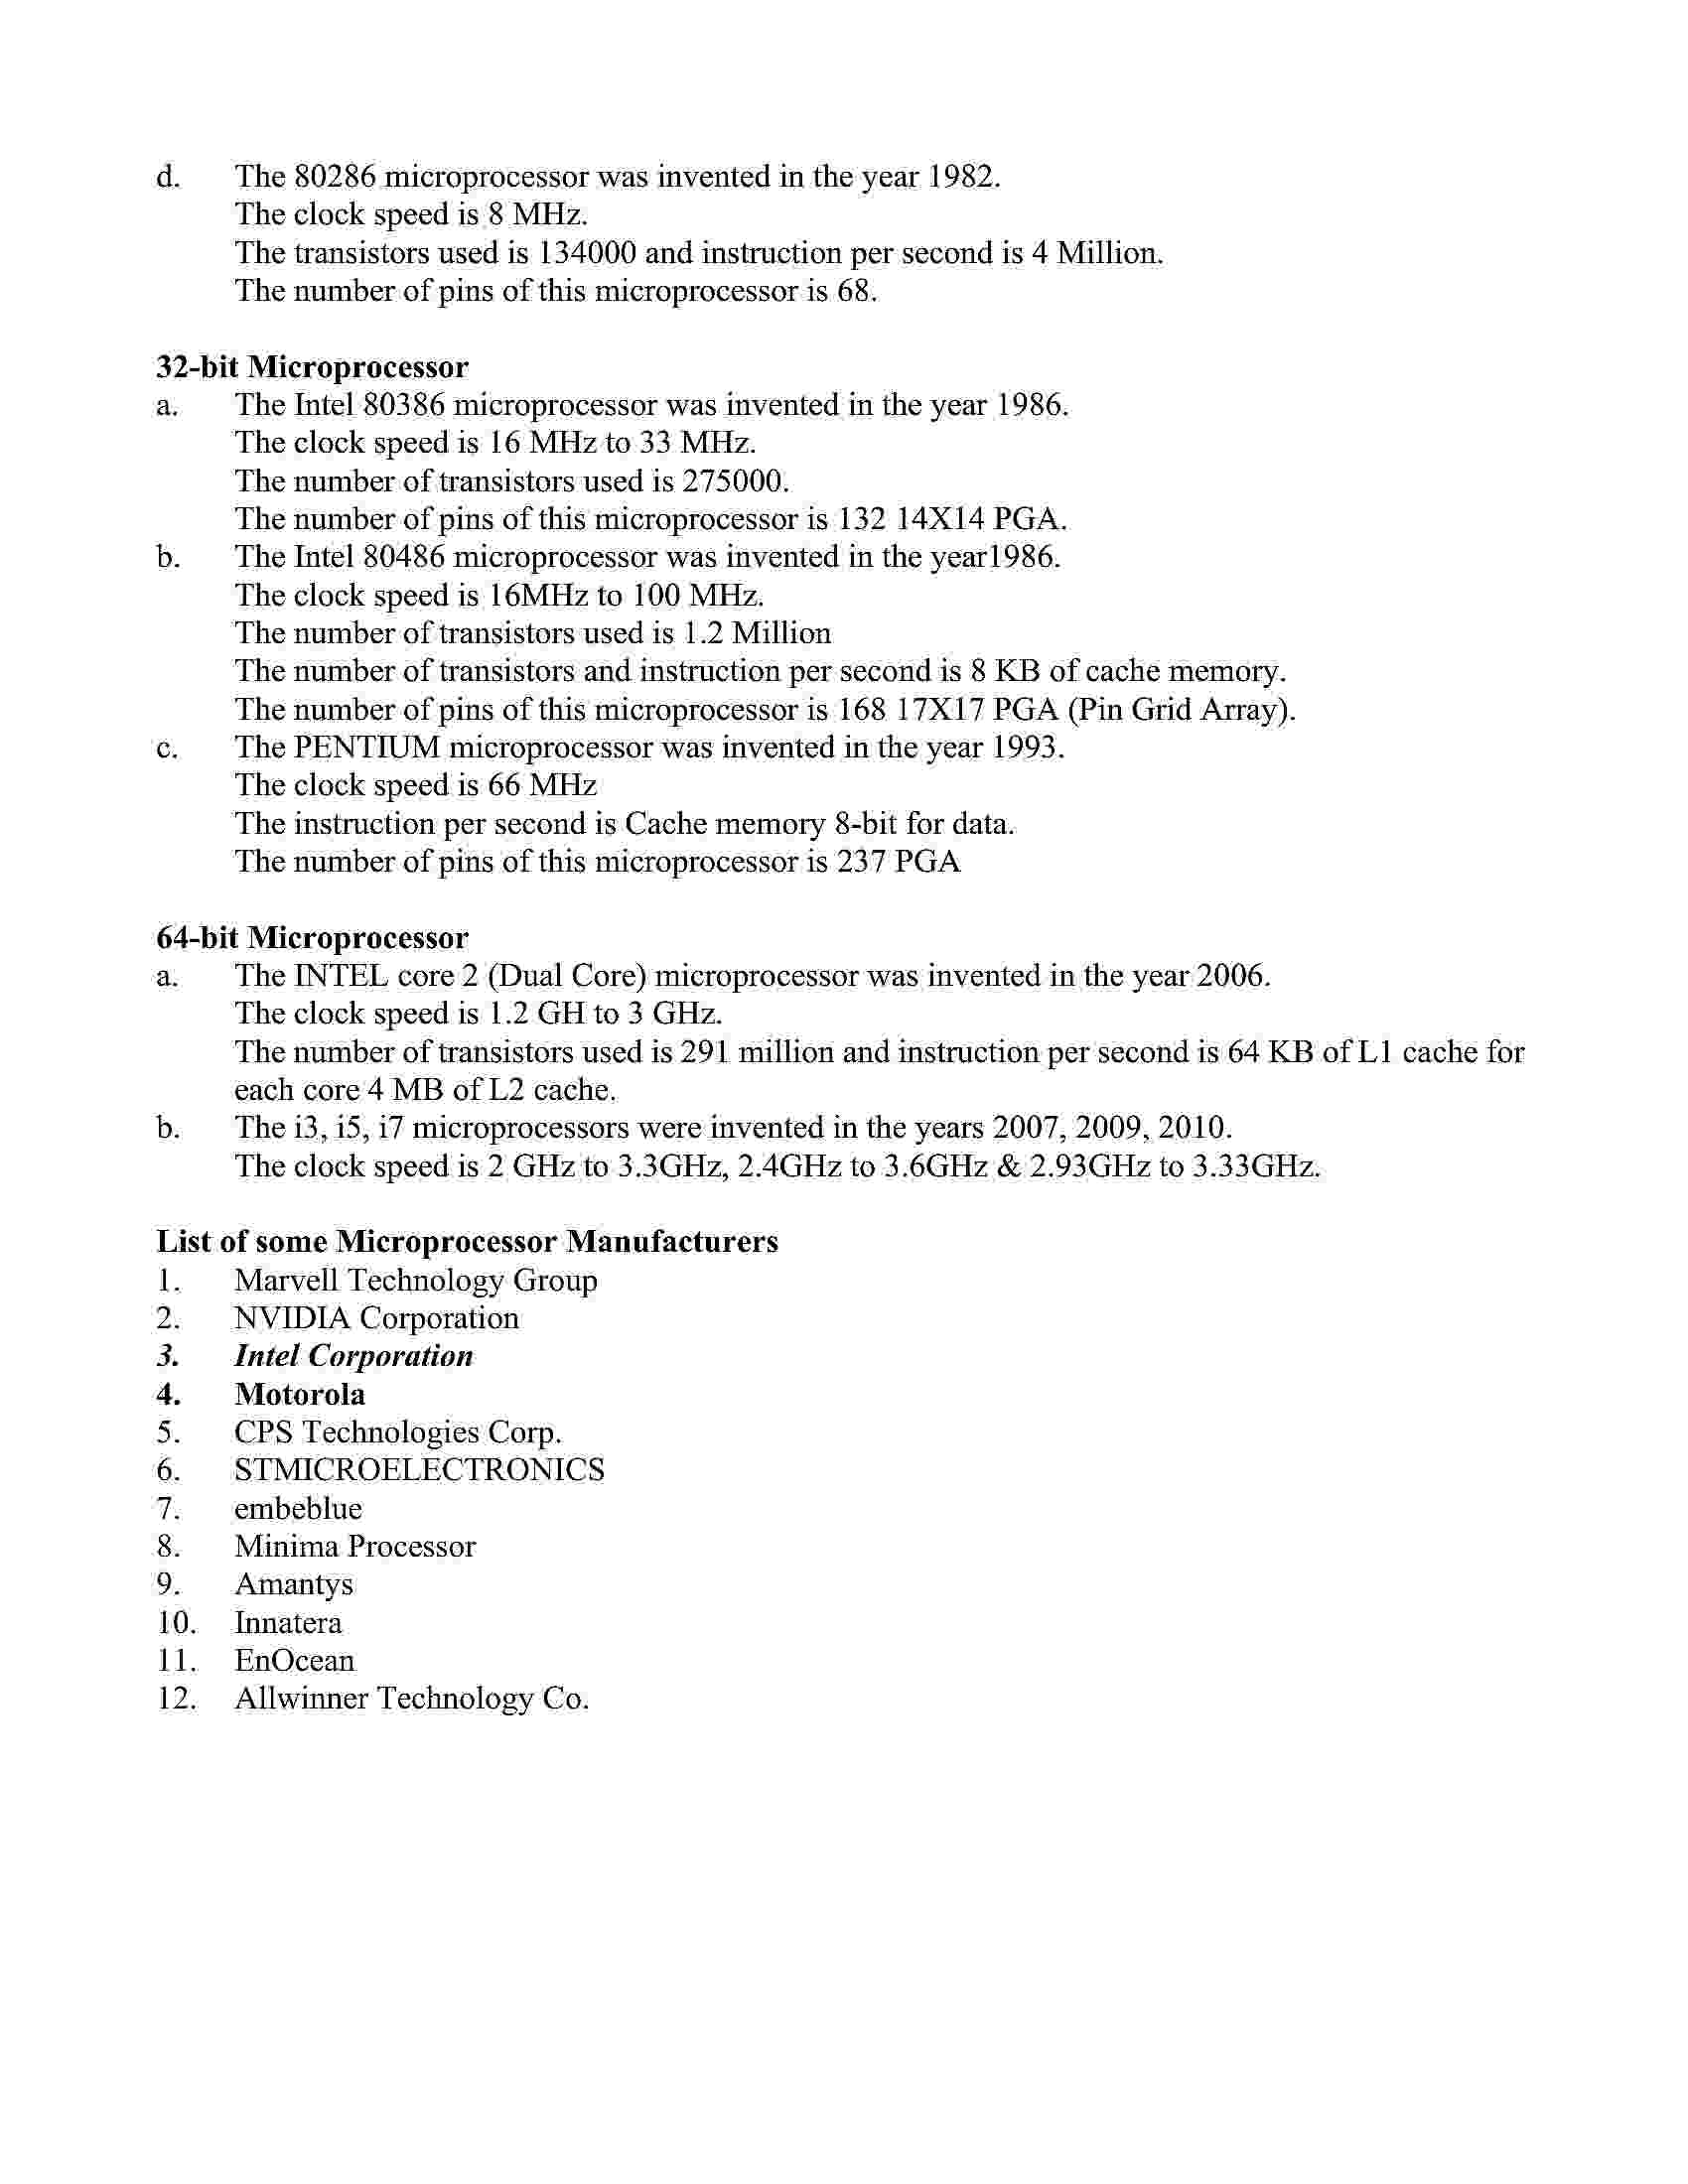 d. The 80286 microprocessor was invented in the year 1982.
The clock speed is 8 MHz.
The transistors used is 134000 and instruction per second is 4 Million.
The number of pins of this microprocessor is 68.
32-bit Microprocessor
a. The Intel 80386 microprocessor was invented in the year 1986.
The clock speed is 16 MHz to 33 MHz.
The number of transistors used is 275000.
The number of pins of this microprocessor is 132 14X14 PGA.
b. The Intel 80486 microprocessor was invented in the year1986.
The clock speed is 16MHz to 100 MHz.
The number of transistors used is 1.2 Million
The number of transistors and instruction per second is 8 KB of cache memory.
The number of pins of this microprocessor is 168 17X17 PGA (Pin Grid Array).
c. The PENTIUM microprocessor was invented in the year 1993.
The clock speed is 66 MHz
The instruction per second is Cache memory 8-bit for data.
The number of pins of this microprocessor is 237 PGA
64-bit Microprocessor
a. The INTEL core 2 (Dual Core) microprocessor was invented in the year 2006.
The clock speed is 1.2 GH to 3 GHz.
The number of transistors used is 291 million and instruction per second is 64 KB of L1 cache for
each core 4 MB of L2 cache.
b. The i3, i5, i7 microprocessors were invented in the years 2007, 2009, 2010.
The clock speed is 2 GHz to 3.3GHz, 2.4GHz to 3.6GHz & 2.93GHz to 3.33GHz.
List of some Microprocessor Manufacturers
1. Marvell Technology Group
2. NVIDIA Corporation
3. Intel Corporation
4. Motorola
5. CPS Technologies Corp.
6. STMICROELECTRONICS
7. embeblue
8. Minima Processor
9. Amantys
10. Innatera
11. EnOcean
12. Allwinner Technology Co.